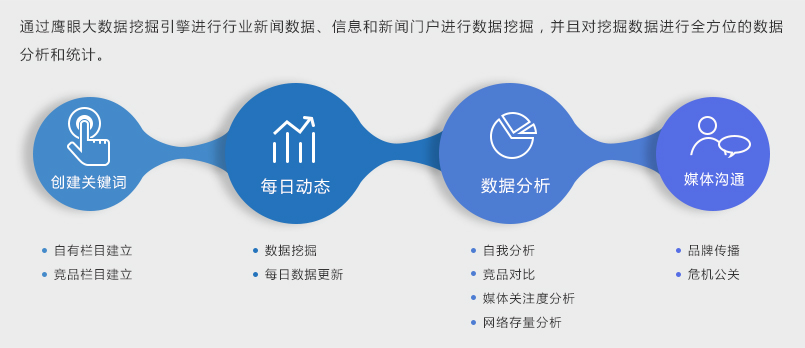 通过鹰眼大数据挖掘引擎进行行业新闻数据、信息和新闻门户进行数据挖掘，并且对挖掘数据进行全方位的数据
分析和统计。
创建关键词
每日动态
数据分析
媒体沟通
• 自有栏目建立
• 竞品栏目建立
• 数据挖掘
• 每日数据更新
• 自我分析
• 竞品对比
• 媒体关注度分析
• 网络存量分析
• 品牌传播
• 危机公关